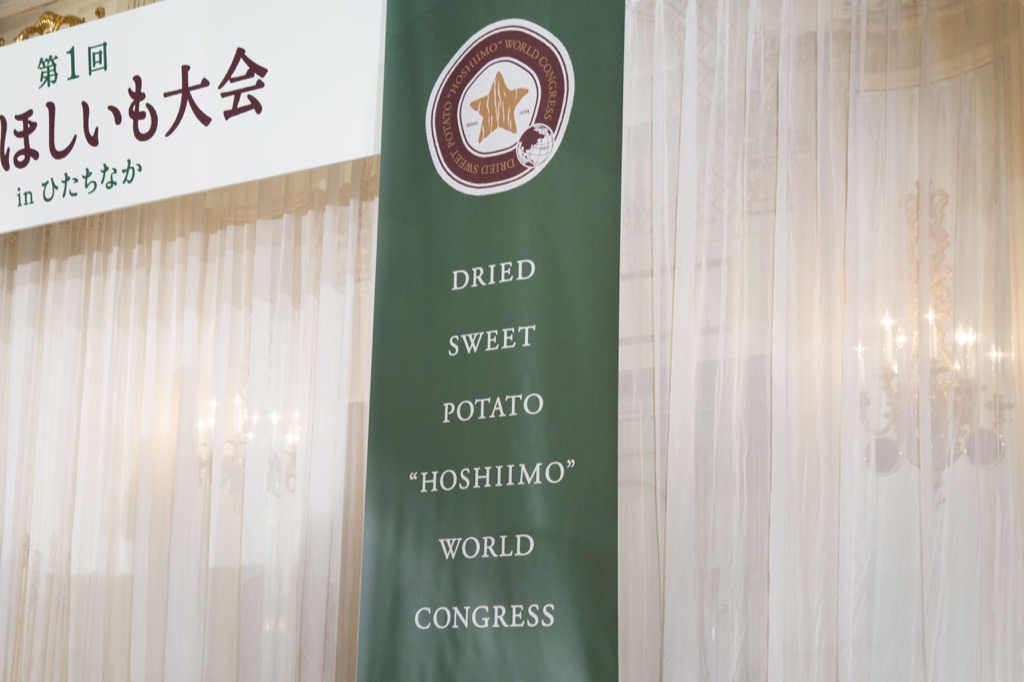 第1回
ほしいも大会
in ひたちなか
DRIED SWEET POTATO "HOSHIIMO" WORLD CONGRESS
DRIED
SWEET
POTATO
“HOSHIIMO”
WORLD
CONGRESS